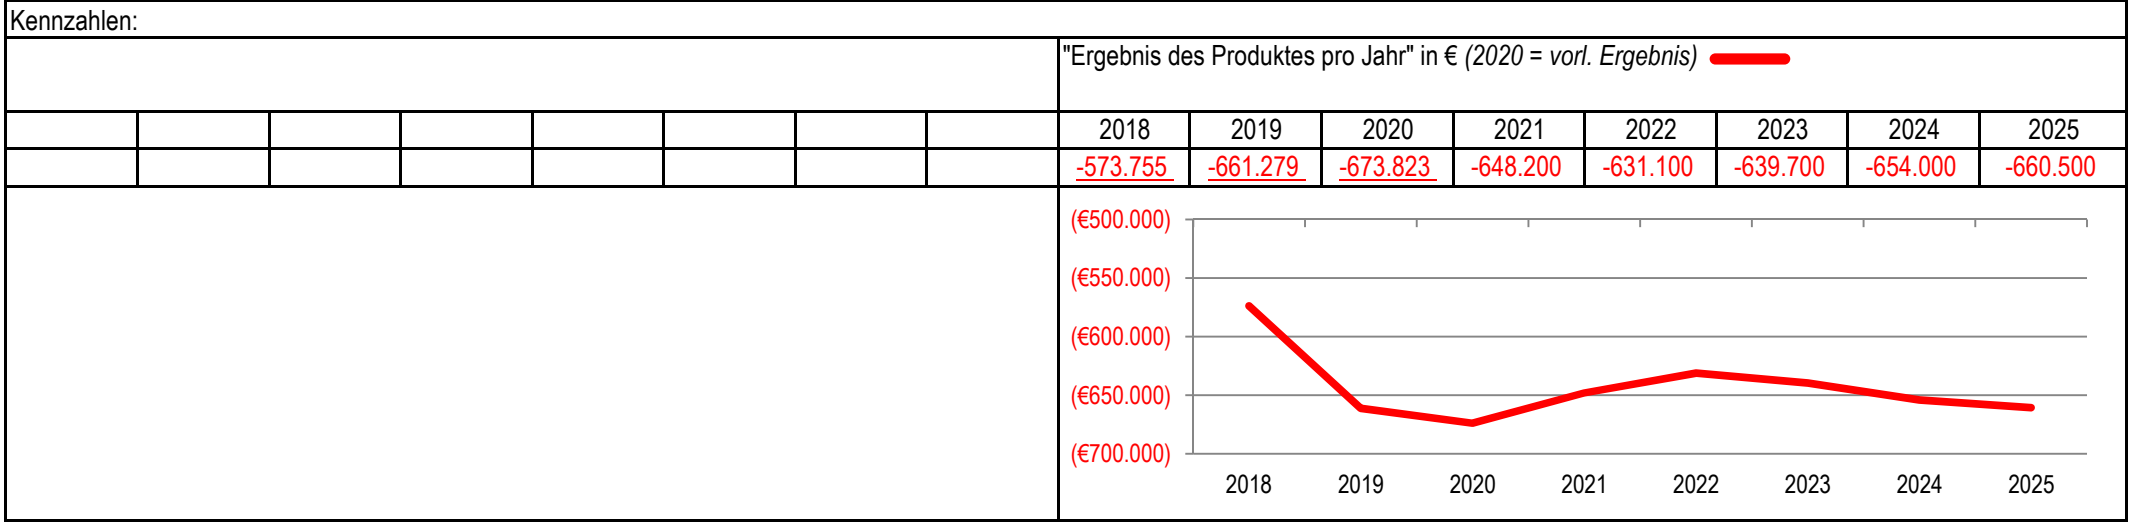 Kennzahlen:
"Ergebnis des Produktes pro Jahr" in € (2020 = vorl. Ergebnis)
2018 2019 2020 2021 2022 2023 2024 2025
-573.755 -661.279 -673.823 -648.200 -631.100 -639.700 -654.000 -660.500
(€500.000)
(€550.000)
(€600.000)
(€650.000)
(€700.000)
2018 2019 2020 2021 2022 2023 2024 2025